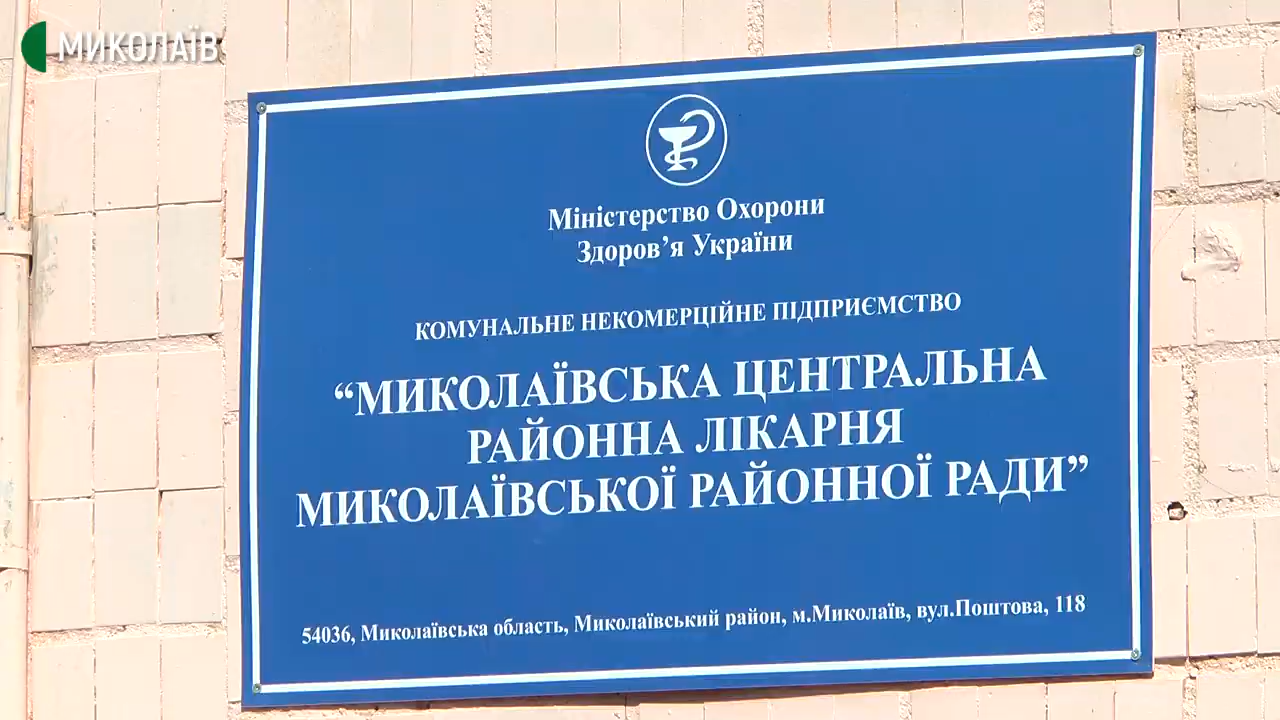 МИКОЛАЇВ
Міністерство Охорони
Здоров’я України
КОМУНАЛЬНЕ НЕКОМЕРЦІЙНЕ ПІДПРИЄМСТВО
“МИКОЛАЇВСЬКА ЦЕНТРАЛЬНА
РАЙОННА ЛІКАРНЯ
МИКОЛАЇВСЬКОЇ РАЙОННОЇ РАДИ”
54036, Миколаївська область, Миколаївський район, м.Миколаїв, вул.Поштова, 118